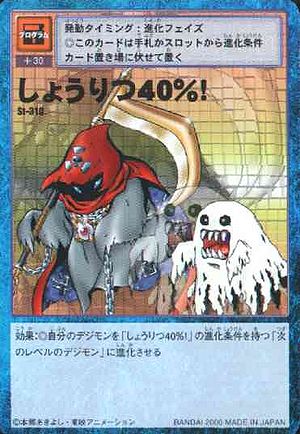 プログラム
P
+30
発動タイミング：進化フェイズ
◎このカードは手札かスロットから進化条件
カード置き場に伏せて置く
しょうりつ40%!
St-318
効果：◎自分のデジモンを「しょうりつ40%!」の進化条件を持つ「次
のレベルのデジモン」に進化させる
©本郷あきよし・東映アニメーション
BANDAI 2000 MADE IN JAPAN